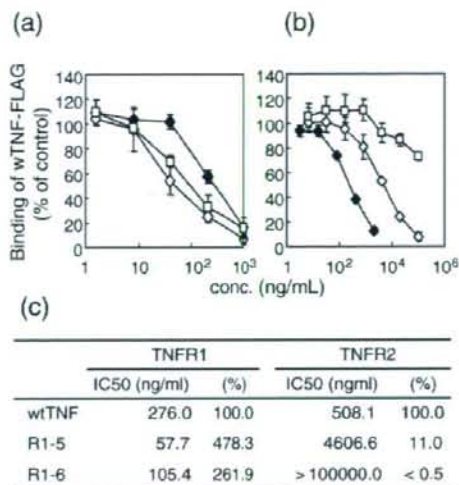 (a)
(b)
Binding of wTNF-FLAG
(% of control)
140
120
100
80
60
40
20
0
1
10
10²
10³
140
120
100
80
60
40
20
0
1
10²
10⁴
10⁶
conc. (ng/mL)
(c)
TNFR1 TNFR2
IC50 (ng/ml) (%) IC50 (ngml) (%)
wtTNF 276.0 100.0 508.1 100.0
R1-5 57.7 478.3 4606.6 11.0
R1-6 105.4 261.9 > 100000.0 < 0.5